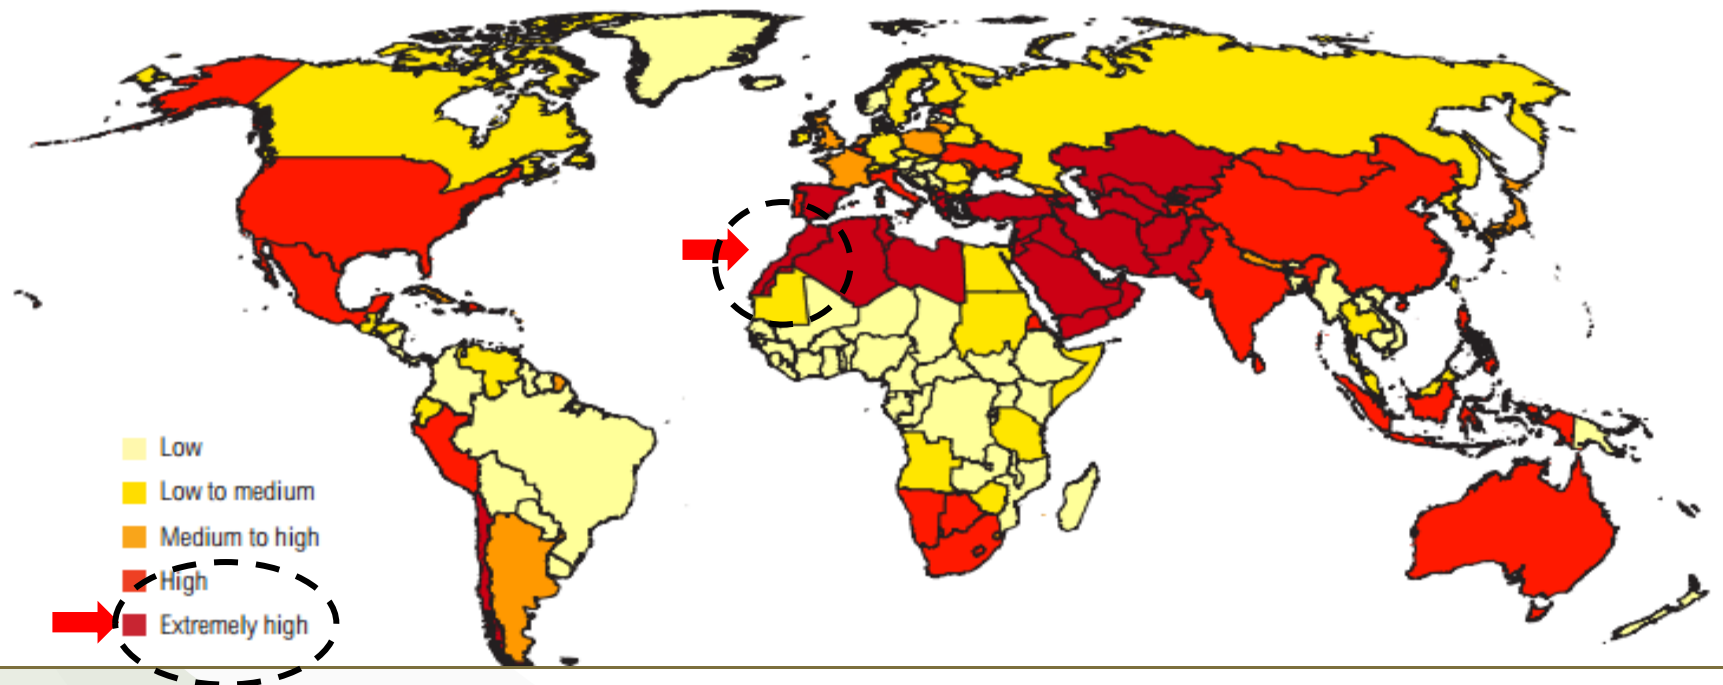 Low
Low to medium
Medium to high
High
Extremely high